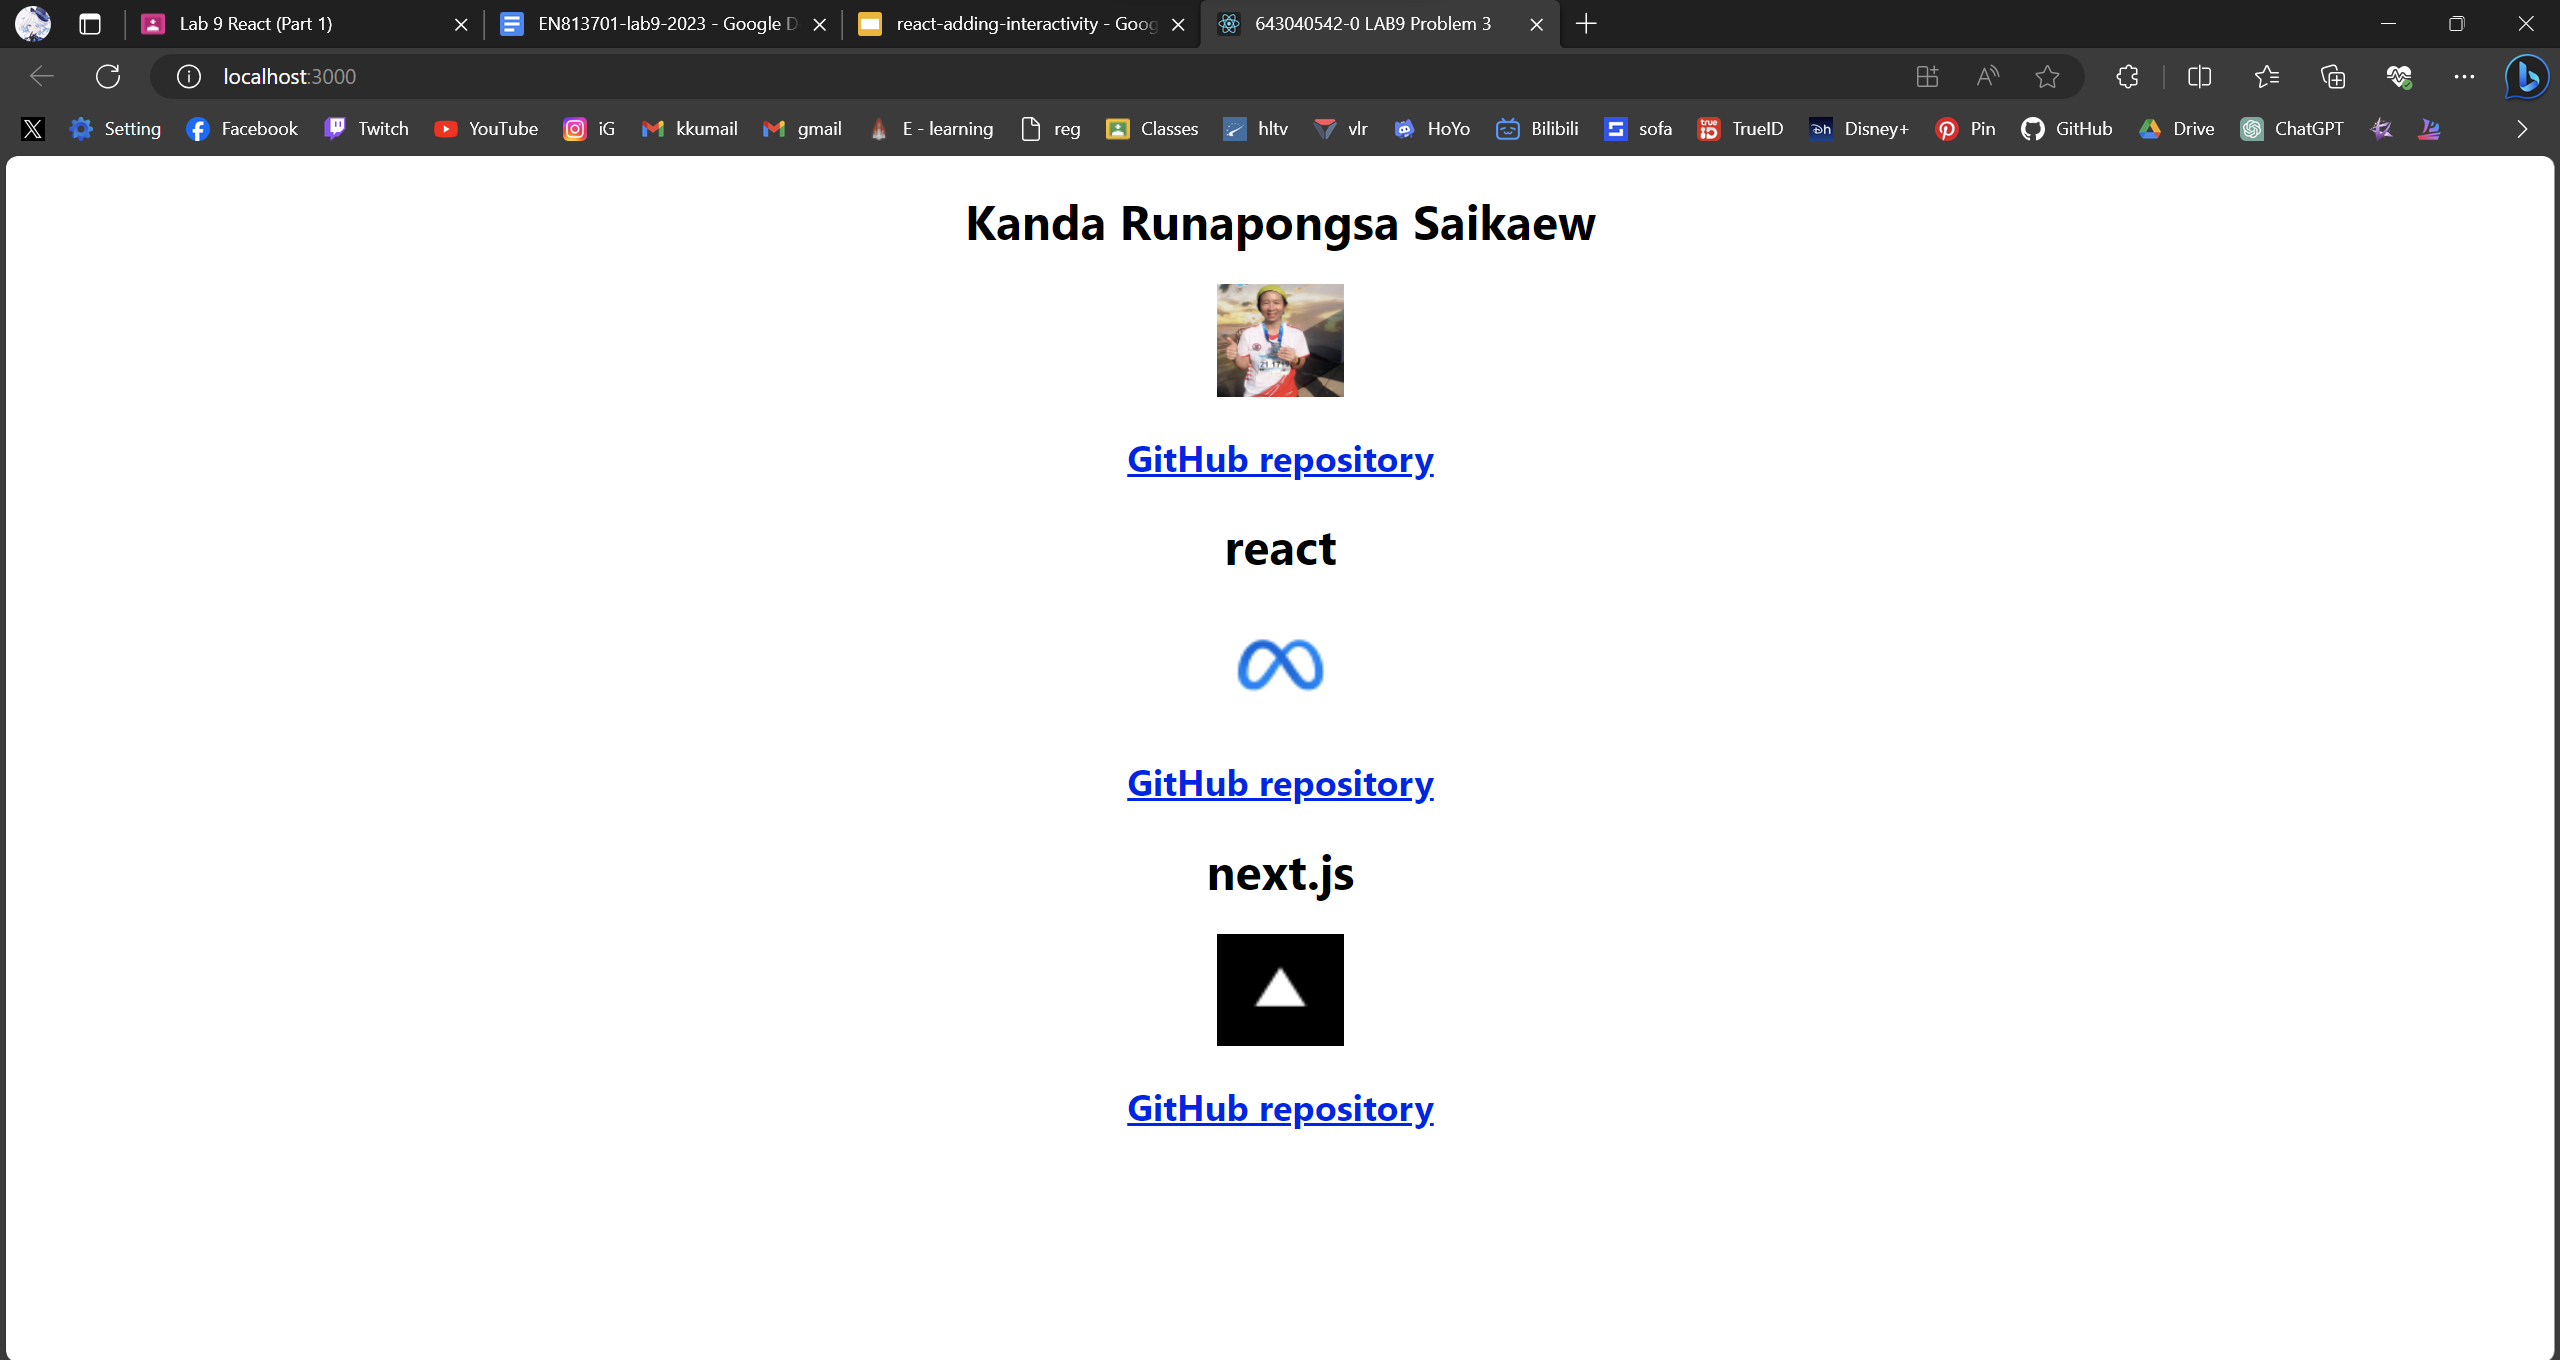 Lab 9 React (Part 1)
EN813701-lab9-2023 - Google D
react-adding-interactivity - Goog
643040542-0 LAB9 Problem 3
localhost:3000
Setting Facebook Twitch YouTube iG kkumail gmail E - learning reg Classes hltv vlr HoYo Bilibili sofa TrueID Disney+ Pin GitHub Drive ChatGPT
Kanda Runapongsa Saikaew
GitHub repository
react
GitHub repository
next.js
GitHub repository